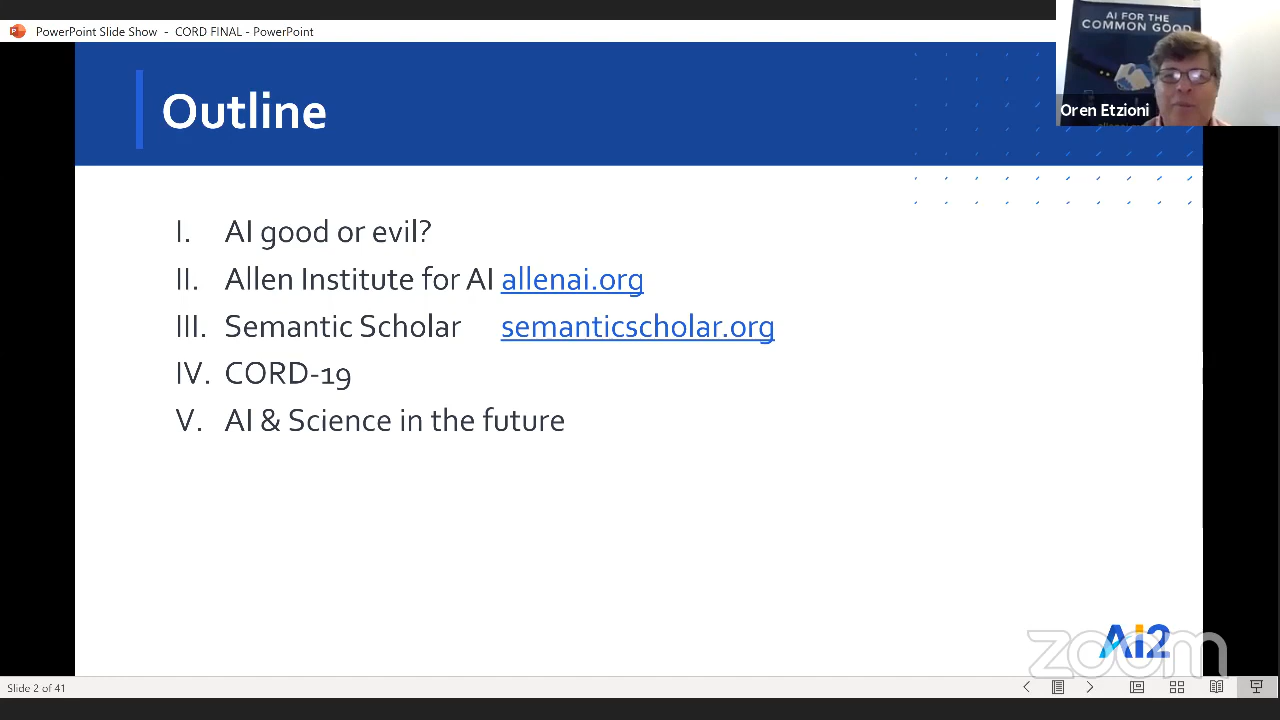 PowerPoint Slide Show - CORD FINAL - PowerPoint
AI FOR THE
COMMON GOOD
Oren Etzioni
Outline
I. AI good or evil?
II. Allen Institute for AI allenai.org
III. Semantic Scholar semanticscholar.org
IV. CORD-19
V. AI & Science in the future
AI2
zoom
Slide 2 of 41